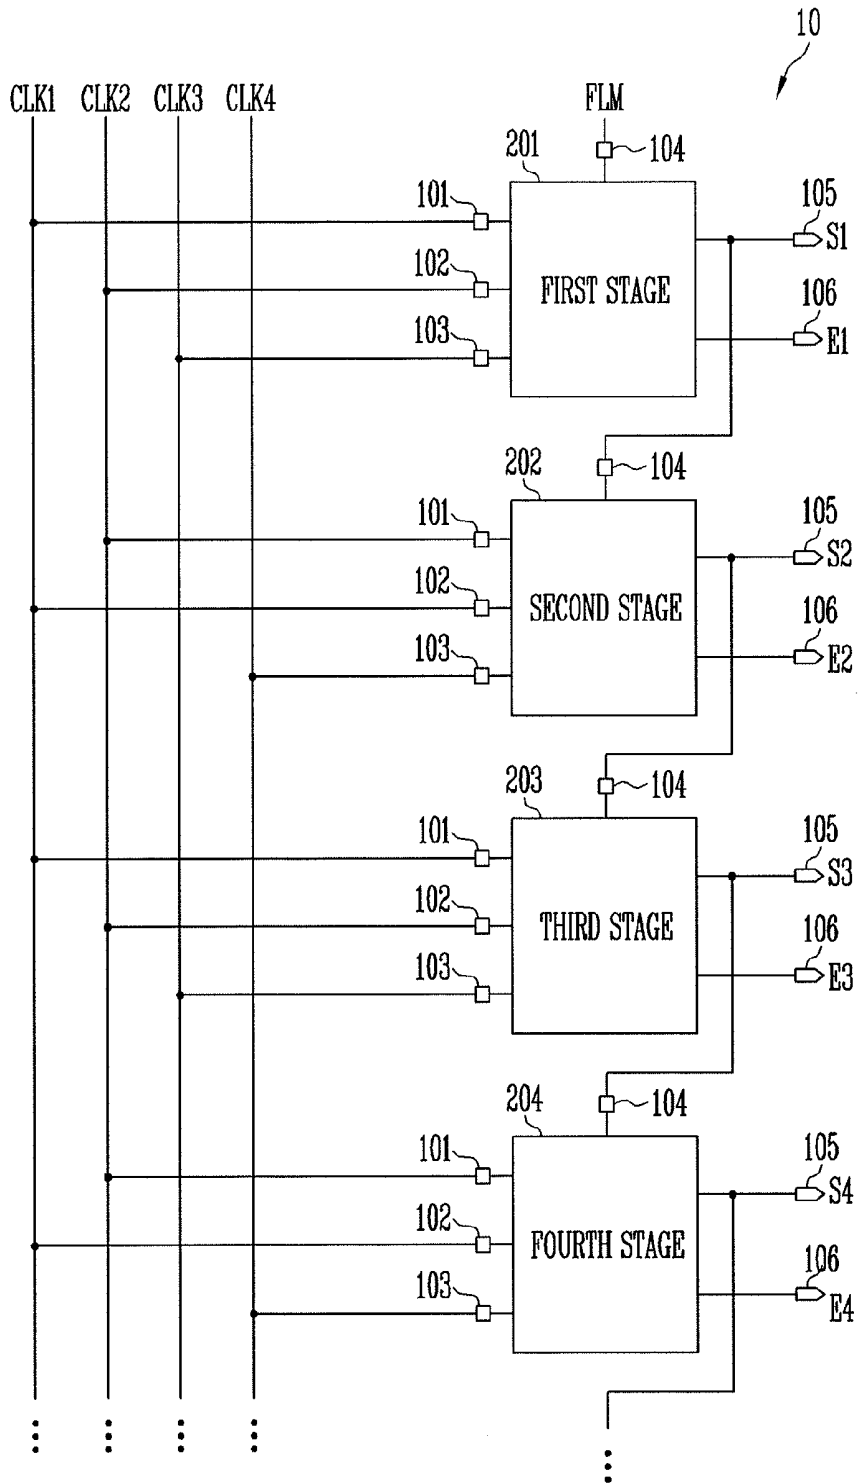 10
CLK1 CLK2 CLK3 CLK4 FLM
201 104
101 105
S1
102
FIRST STAGE
106
E1
103
202 104
101 105
S2
102
SECOND STAGE
106
E2
103
203 104
101 105
S3
102
THIRD STAGE
106
E3
103
204 104
101 105
S4
102
FOURTH STAGE
106
E4
103